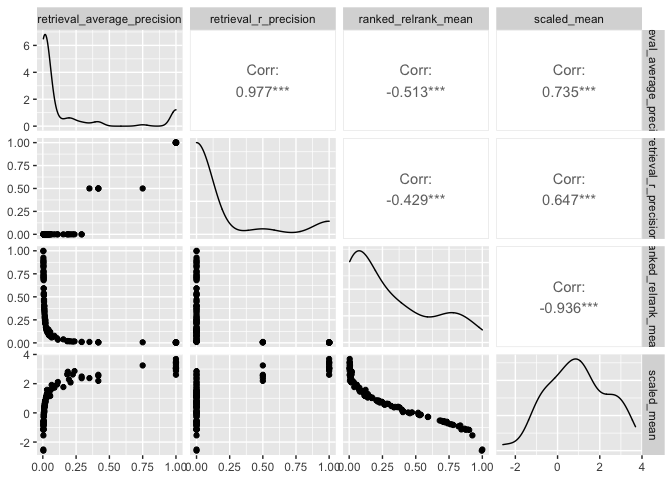 retrieval_average_precision retrieval_r_precision ranked_relrank_mean scaled_mean
6
4
2
0
Corr:
0.977***
Corr:
-0.513***
Corr:
0.735***
eval_average_preci
1.00
0.75
0.50
0.25
0.00
Corr:
-0.429***
Corr:
0.647***
retrieval_r_precision
1.00
0.75
0.50
0.25
0.00
Corr:
-0.936***
anked_relrank_mea
4
2
0
-2
scaled_mean
0.00 0.25 0.50 0.75 1.00 0.00 0.25 0.50 0.75 1.00 0.00 0.25 0.50 0.75 1.00 -2 0 2 4